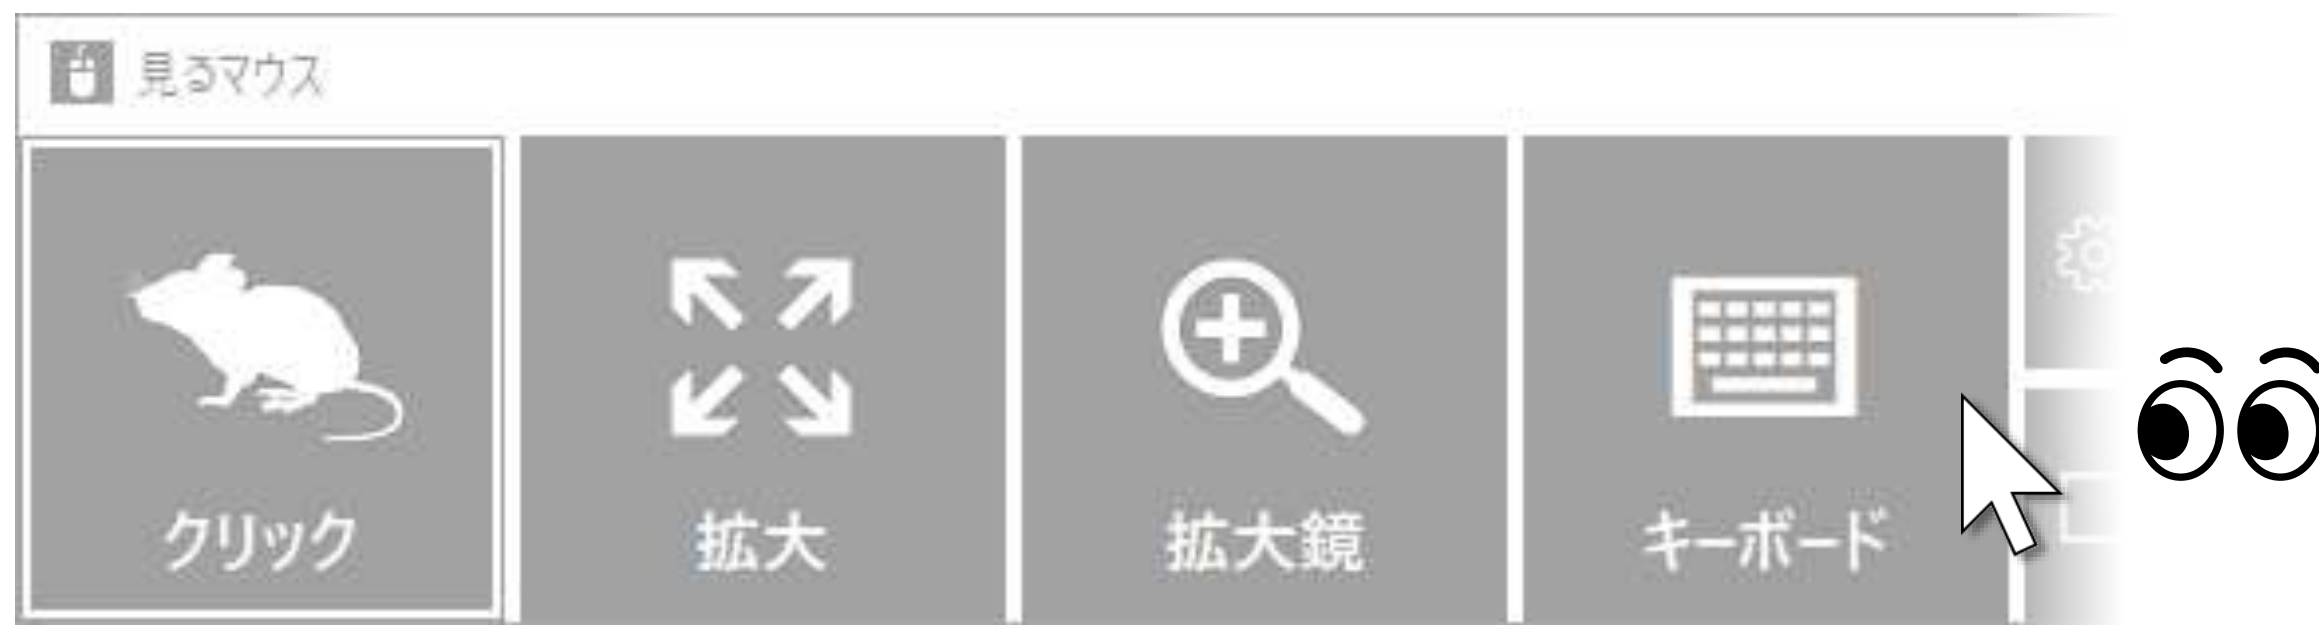 見るマウス
クリック
拡大
拡大鏡
キーボード